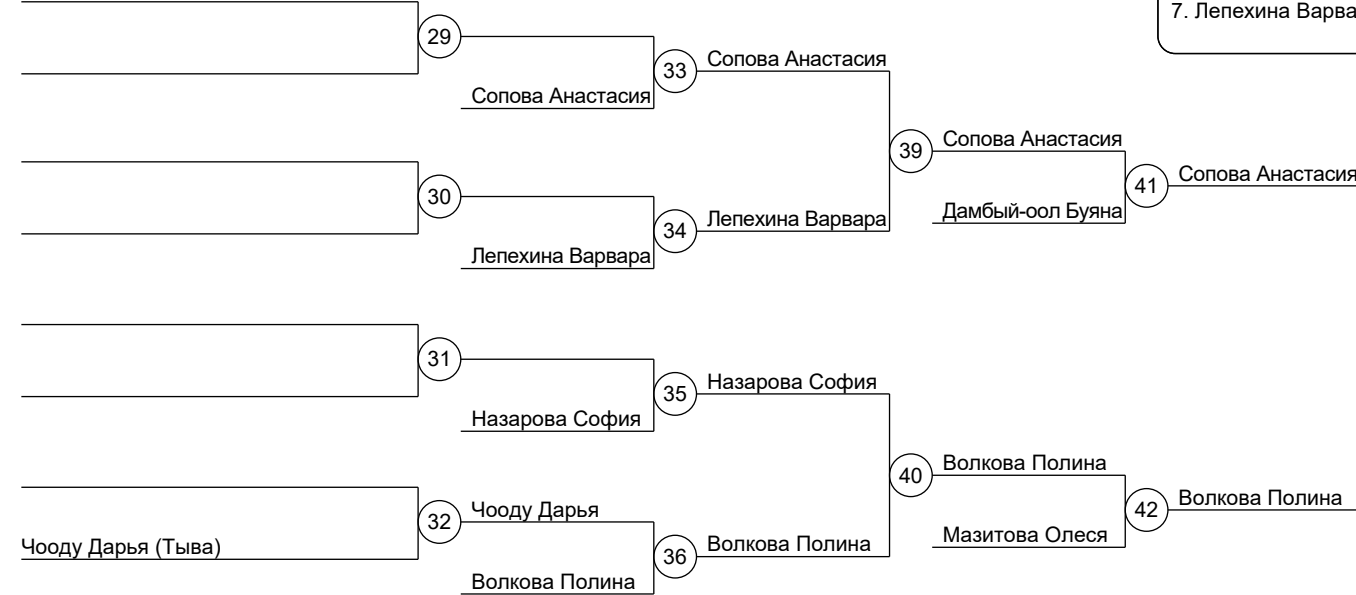 7. Лепехина Варва
29
Сопова Анастасия
33
Сопова Анастасия
39
Сопова Анастасия
41
Сопова Анастасия
Дамбый-оол Буяна
30
Лепехина Варвара
34
Лепехина Варвара
31
Назарова София
35
Назарова София
40
Волкова Полина
42
Волкова Полина
Мазитова Олеся
Чооду Дарья (Тыва)
32
Чооду Дарья
Волкова Полина
36
Волкова Полина